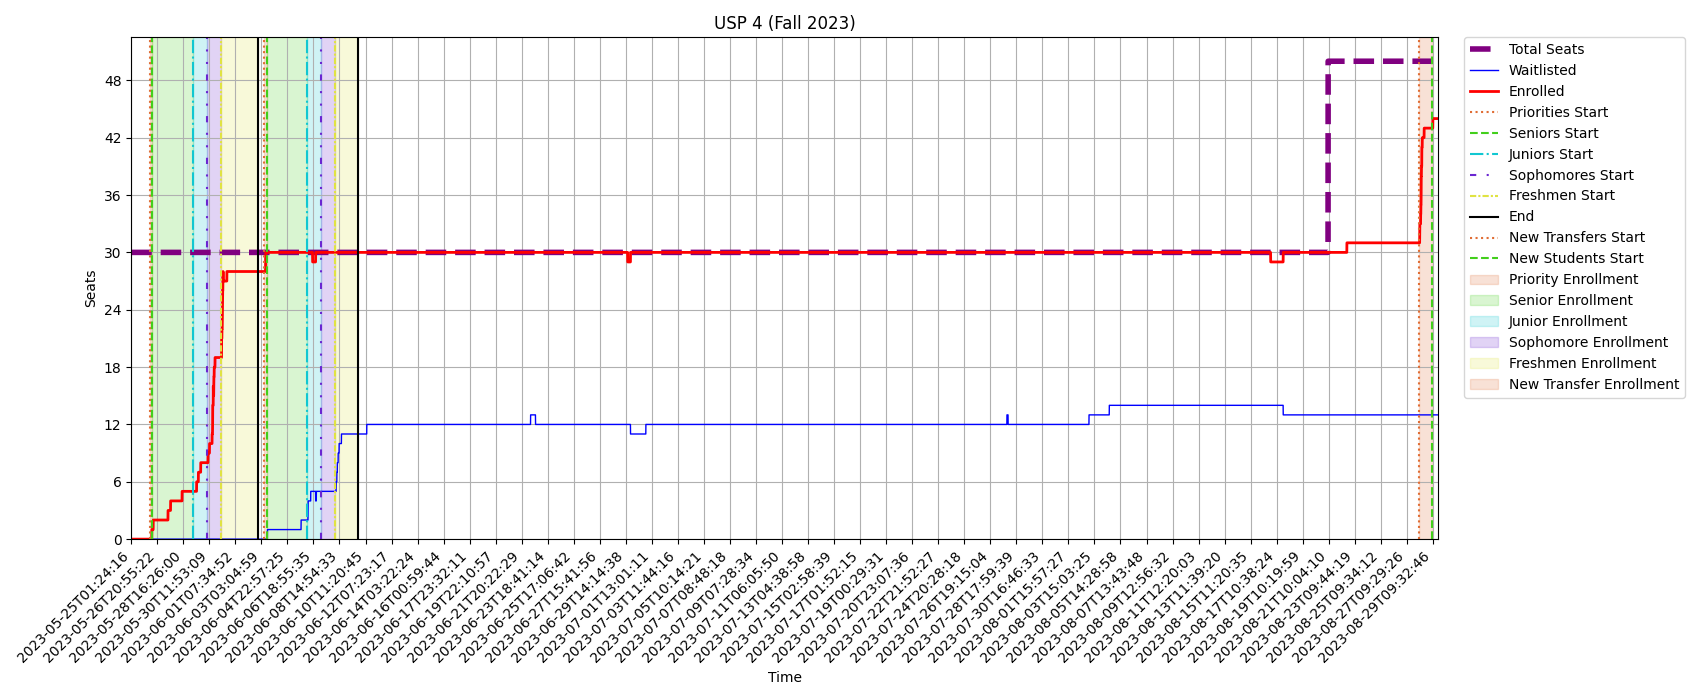 USP 4 (Fall 2023)
Seats
48
42
36
30
24
18
12
6
0
2023-05-25T01:24:16
2023-05-26T20:55:22
2023-05-28T16:26:00
2023-05-30T11:53:09
2023-06-01T07:34:52
2023-06-03T03:04:59
2023-06-04T22:57:25
2023-06-06T18:55:35
2023-06-08T14:54:33
2023-06-10T11:20:45
2023-06-12T07:23:17
2023-06-14T03:22:24
2023-06-16T00:59:44
2023-06-17T23:32:11
2023-06-19T22:10:57
2023-06-21T20:22:29
2023-06-23T18:41:14
2023-06-25T17:06:42
2023-06-27T15:41:56
2023-06-29T14:14:38
2023-07-01T13:01:11
2023-07-03T11:44:16
2023-07-05T10:14:21
2023-07-07T08:48:18
2023-07-09T07:28:34
2023-07-11T06:05:50
2023-07-13T04:38:58
2023-07-15T02:58:39
2023-07-17T01:52:15
2023-07-19T00:29:31
2023-07-20T23:07:36
2023-07-22T21:52:27
2023-07-24T20:28:18
2023-07-26T19:15:04
2023-07-28T17:59:39
2023-07-30T16:46:33
2023-08-01T15:57:27
2023-08-03T15:03:25
2023-08-05T14:28:58
2023-08-07T13:43:48
2023-08-09T12:56:32
2023-08-11T12:20:03
2023-08-13T11:39:20
2023-08-15T11:20:35
2023-08-17T10:38:24
2023-08-19T10:19:59
2023-08-21T10:04:10
2023-08-23T09:44:19
2023-08-25T09:34:12
2023-08-27T09:29:26
2023-08-29T09:32:46
Time
Total Seats
Waitlisted
Enrolled
Priorities Start
Seniors Start
Juniors Start
Sophomores Start
Freshmen Start
End
New Transfers Start
New Students Start
Priority Enrollment
Senior Enrollment
Junior Enrollment
Sophomore Enrollment
Freshmen Enrollment
New Transfer Enrollment